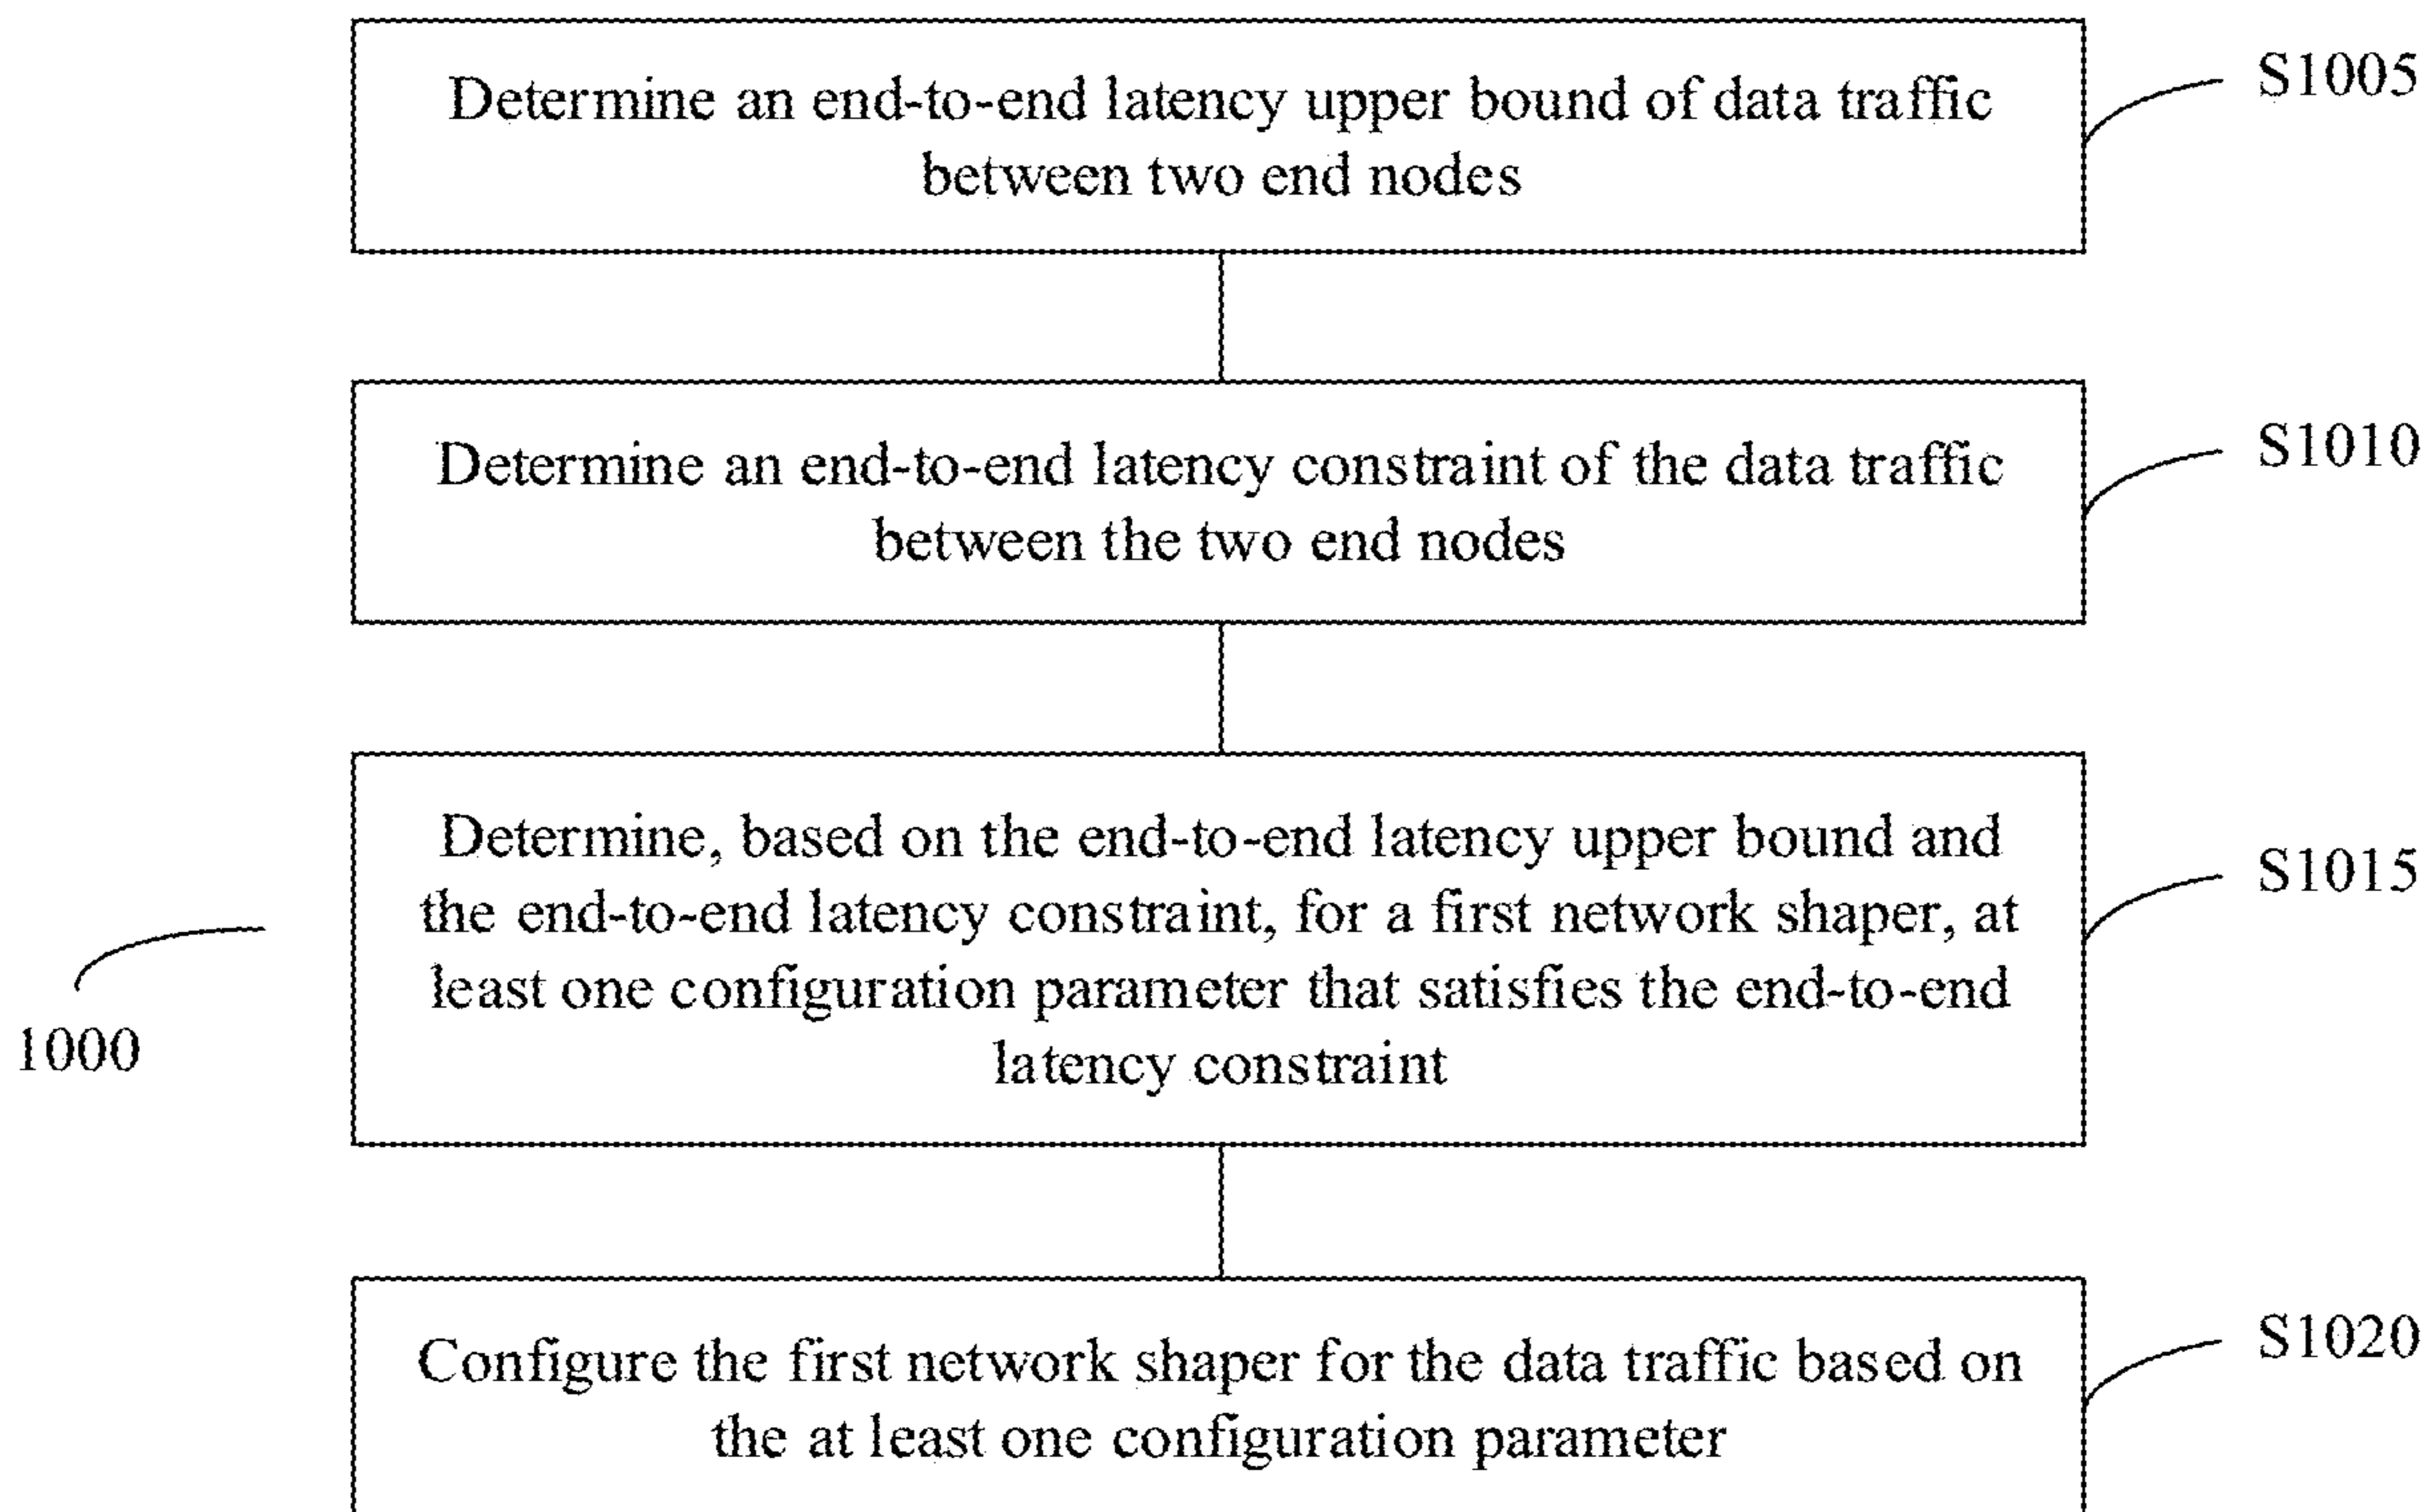 Determine an end-to-end latency upper bound of data traffic
between two end nodes
S1005
Determine an end-to-end latency constraint of the data traffic
between the two end nodes
S1010
Determine, based on the end-to-end latency upper bound and
the end-to-end latency constraint, for a first network shaper, at
least one configuration parameter that satisfies the end-to-end
latency constraint
S1015
1000
Configure the first network shaper for the data traffic based on
the at least one configuration parameter
S1020